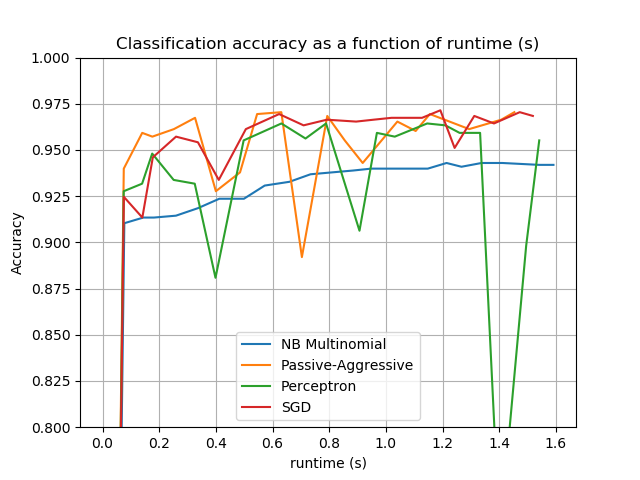 Classification accuracy as a function of runtime (s)
1.000
0.975
0.950
0.925
0.900
0.875
0.850
0.825
0.800
Accuracy
NB Multinomial
Passive-Aggressive
Perceptron
SGD
0.0 0.2 0.4 0.6 0.8 1.0 1.2 1.4 1.6
runtime (s)